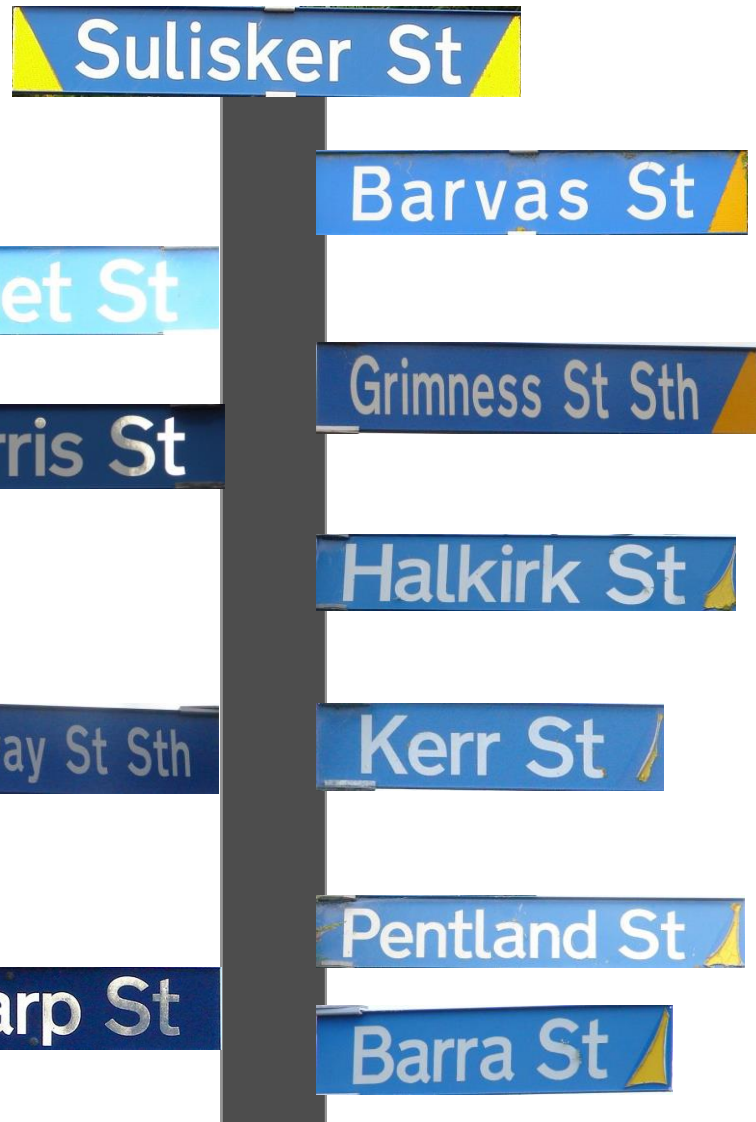 Sulisker St
Barvas St
et St
Grimness St Sth
rris St
Halkirk St
ay St Sth
Kerr St
Pentland St
arp St
Barra St